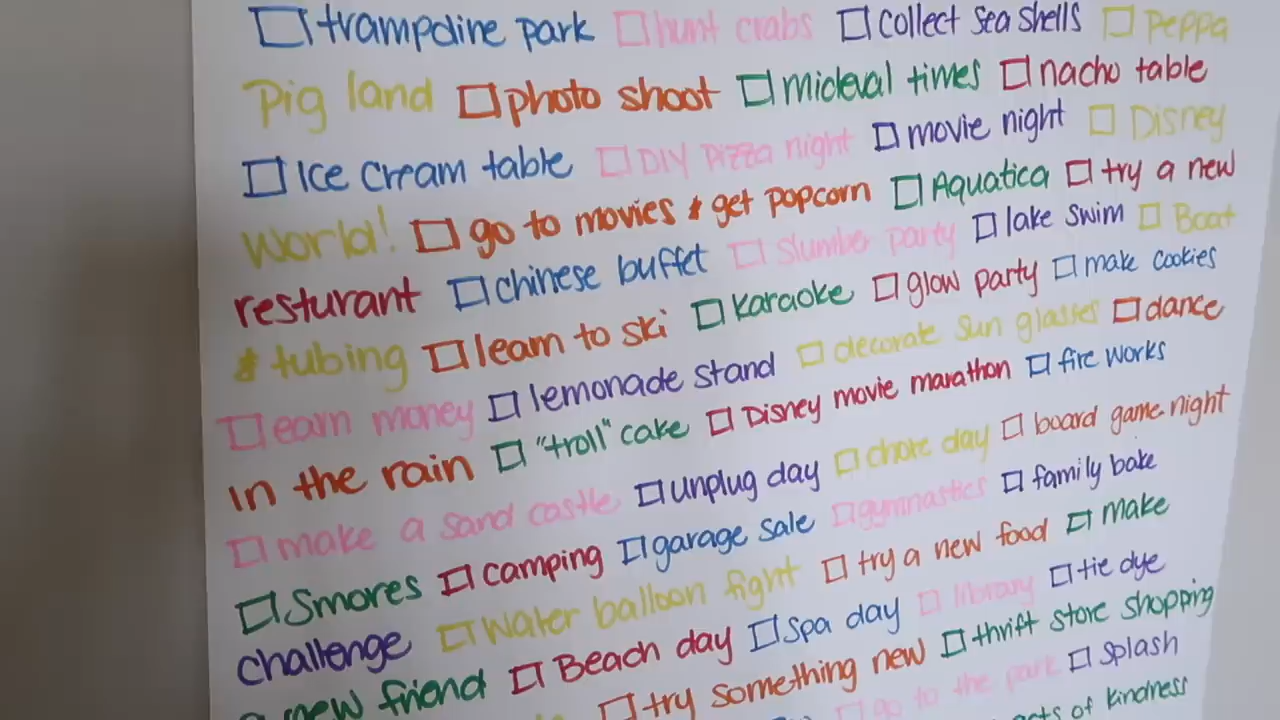 trampoline park hunt crabs collect sea shells Peppa
Pig land photo shoot mideval times nacho table
Ice cream table DIY pizza night movie night Disney
World! go to movies & get popcorn Aquatica try a new
resturant chinese buffet slumber party lake swim Boat
& tubing learn to ski Karaoke glow party make cookies
earn money lemonade stand decorate sun glasses dance
in the rain "troll" cake Disney movie marathon fire works
make a sand castle unplug day chore day board game night
Smores camping garage sale gymnastics family bake
challenge Water balloon fight try a new food make
a new friend Beach day spa day library tie dye
try something new thrift store shopping
go to the park splash
acts of kindness